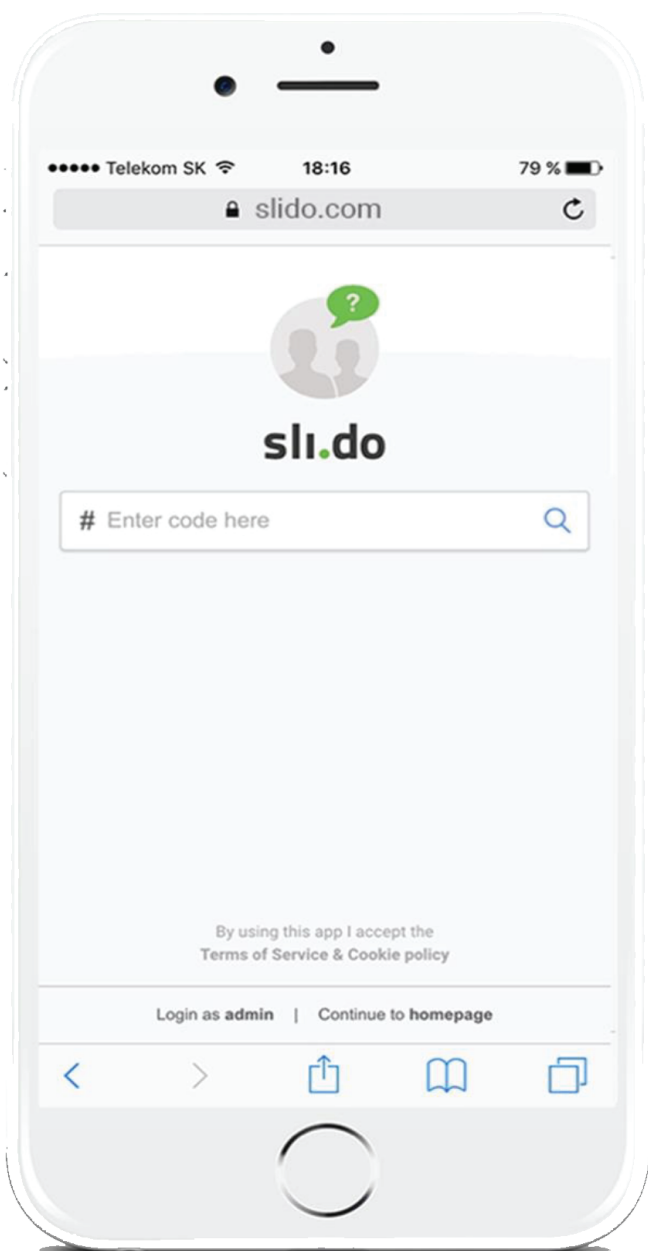 Telekom SK 18:16 79 %
slido.com
?
slı.do
# Enter code here
By using this app I accept the
Terms of Service & Cookie policy
Login as admin | Continue to homepage